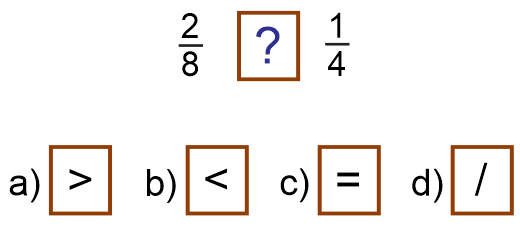 2/8 ? 1/4
a) > b) < c) = d) /